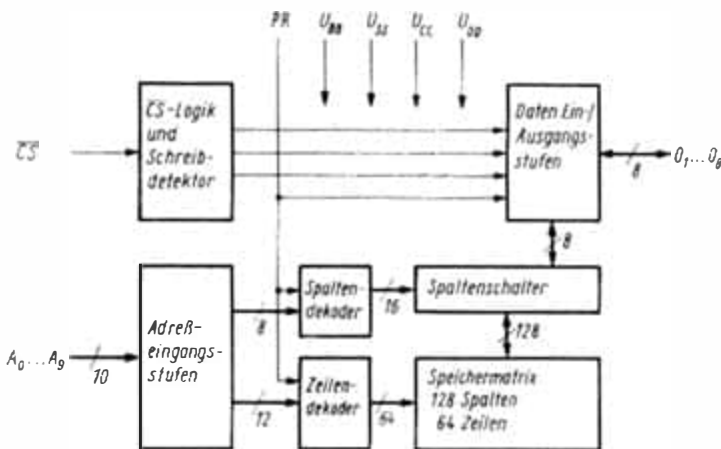 PR U_BB U_SS U_CC U_DD
CS-Logik
und
Schreib-
detektor
Daten Ein-/
Ausgangs-
stufen
C̅S̅
8
O₁...O₈
8
Adreß-
eingangs-
stufen
Spalten-
dekoder
Spaltenschalter
8
16
128
A₀...A₉
10
Zeilen-
dekoder
Speichermatrix
128 Spalten
64 Zeilen
12
64